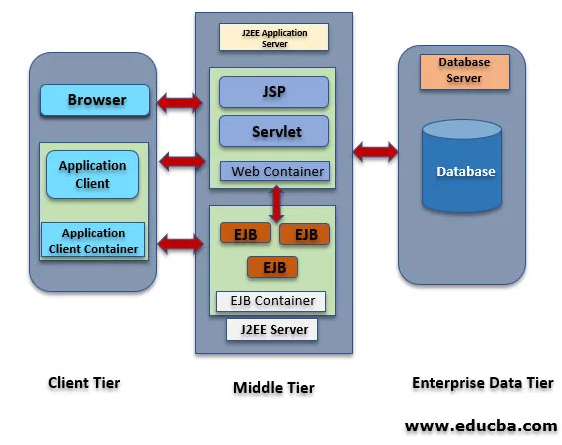 Browser
Application
Client
Application
Client Container
J2EE Application
Server
JSP
Servlet
Web Container
EJB
EJB
EJB
EJB Container
J2EE Server
Database
Server
Database
Client Tier
Middle Tier
Enterprise Data Tier
www.educba.com